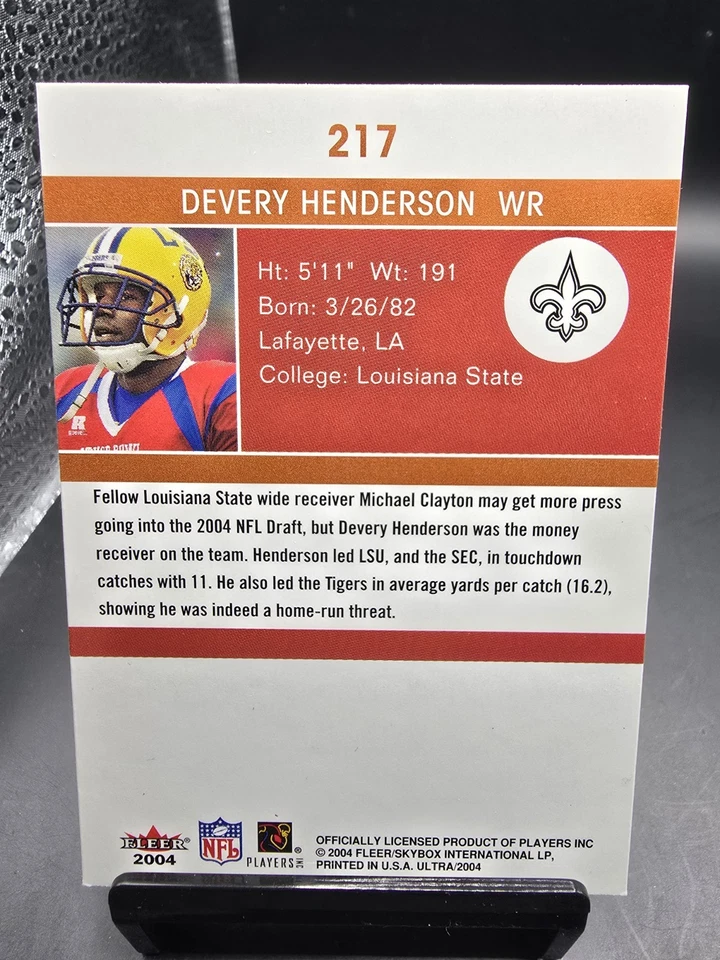 217
DEVERY HENDERSON WR
Ht: 5'11" Wt: 191
Born: 3/26/82
Lafayette, LA
College: Louisiana State
R
Fellow Louisiana State wide receiver Michael Clayton may get more press
going into the 2004 NFL Draft, but Devery Henderson was the money
receiver on the team. Henderson led LSU, and the SEC, in touchdown
catches with 11. He also led the Tigers in average yards per catch (16.2),
showing he was indeed a home-run threat.
FLEER®
2004
NFL
PLAYERS INC ®
OFFICIALLY LICENSED PRODUCT OF PLAYERS INC
© 2004 FLEER/SKYBOX INTERNATIONAL LP,
PRINTED IN U.S.A. ULTRA/2004